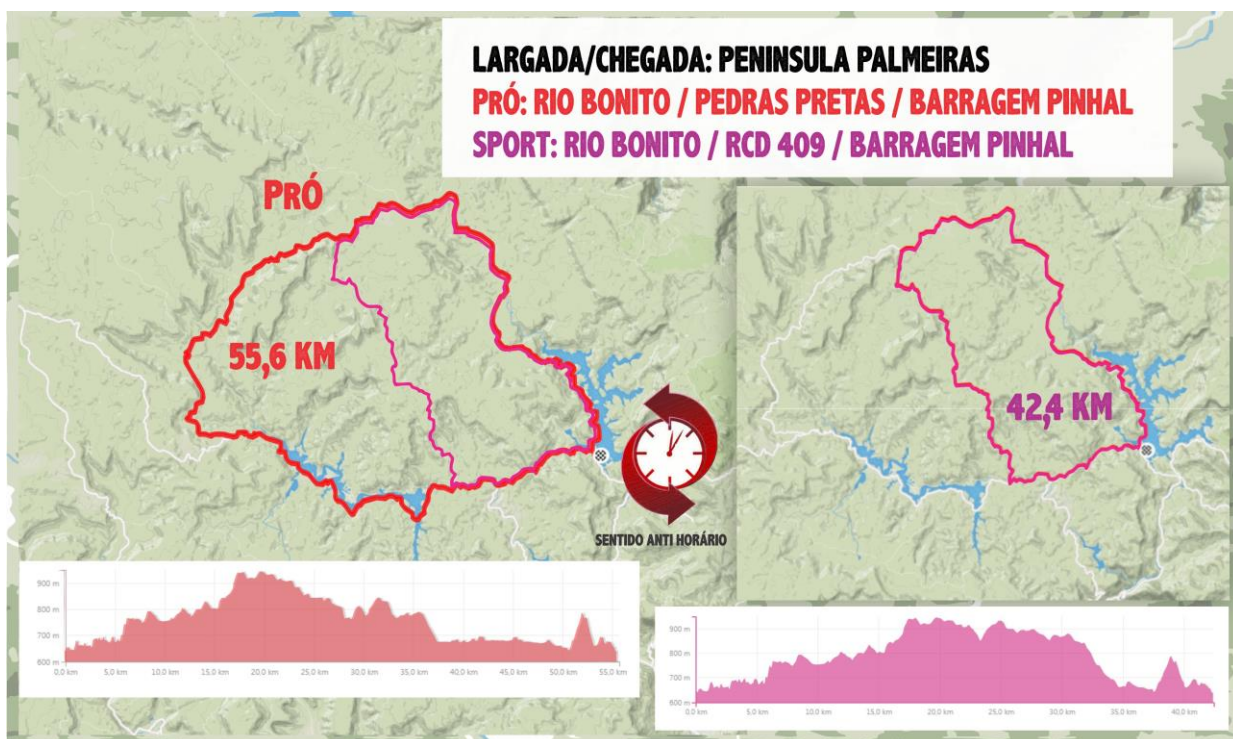 LARGADA/CHEGADA: PENINSULA PALMEIRAS
PRÓ: RIO BONITO / PEDRAS PRETAS / BARRAGEM PINHAL
SPORT: RIO BONITO / RCD 409 / BARRAGEM PINHAL
PRÓ
55,6 KM
42,4 KM
SENTIDO ANTI HORÁRIO
900 m
800 m
700 m
600 m
0,0 km 5,0 km 10,0 km 15,0 km 20,0 km 25,0 km 30,0 km 35,0 km 40,0 km 45,0 km 50,0 km 55,0 km
900 m
800 m
700 m
600 m
0,0 km 5,0 km 10,0 km 15,0 km 20,0 km 25,0 km 30,0 km 35,0 km 40,0 km